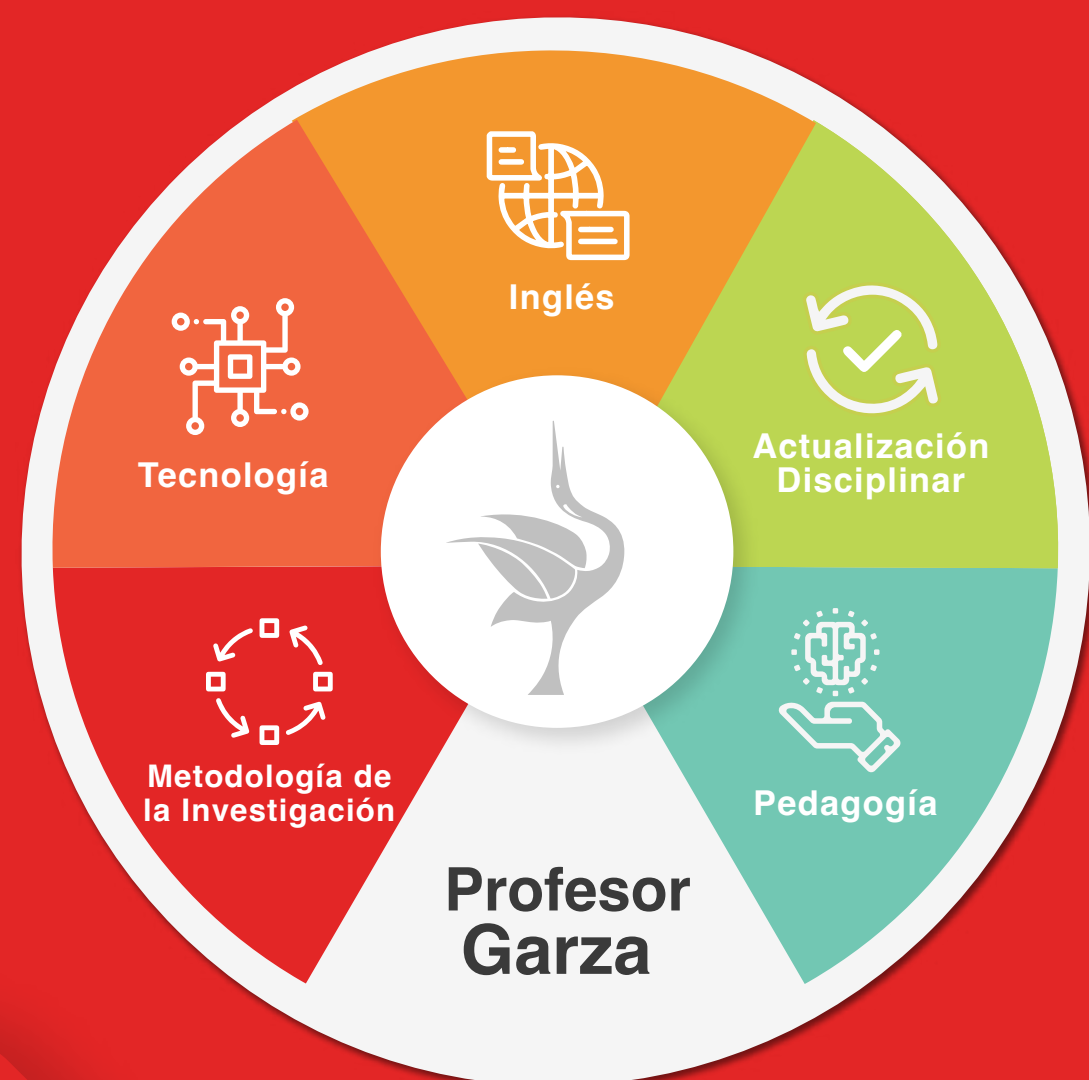 Inglés
Tecnología
Actualización
Disciplinar
Metodología de
la Investigación
Pedagogía
Profesor
Garza